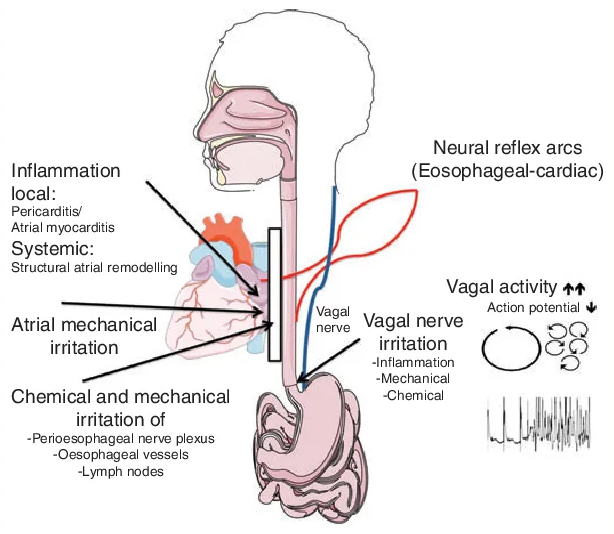 Inflammation
local:
Pericarditis/
Atrial myocarditis
Systemic:
Structural atrial remodelling
Atrial mechanical
irritation
Chemical and mechanical
irritation of
-Perioesophageal nerve plexus
-Oesophageal vessels
-Lymph nodes
Neural reflex arcs
(Eosophageal-cardiac)
Vagal
nerve
Vagal nerve
irritation
-Inflammation
-Mechanical
-Chemical
Vagal activity
Action potential